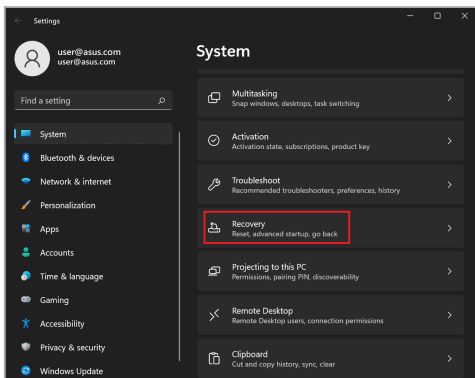 Settings
user@asus.com
user@asus.com
Find a setting
System
Bluetooth & devices
Network & internet
Personalization
Apps
Accounts
Time & language
Gaming
Accessibility
Privacy & security
Windows Update
System
Multitasking
Snap windows, desktops, task switching
Activation
Activation state, subscriptions, product key
Troubleshoot
Recommended troubleshooters, preferences, history
Recovery
Reset, advanced startup, go back
Projecting to this PC
Permissions, pairing PIN, discoverability
Remote Desktop
Remote Desktop users, connection permissions
Clipboard
Cut and copy history, sync, clear